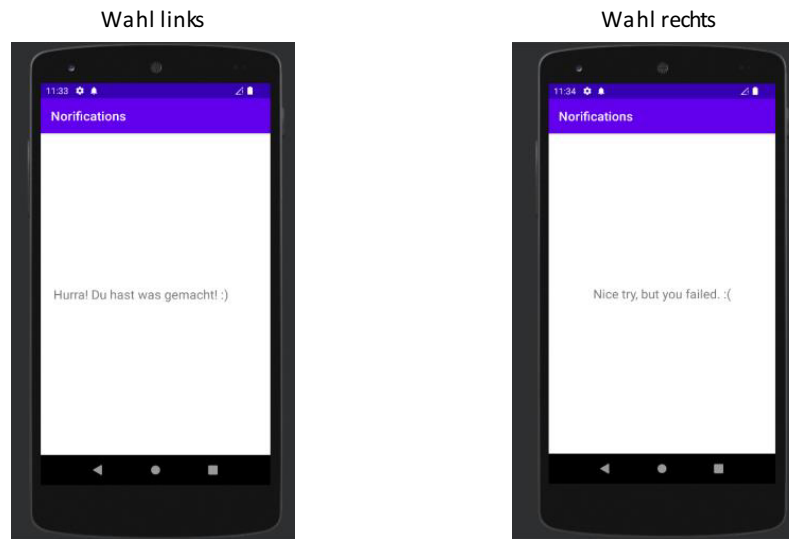 Wahl links
Wahl rechts
11:33
Norifications
Hurra! Du hast was gemacht! :)
11:34
Norifications
Nice try, but you failed. :(